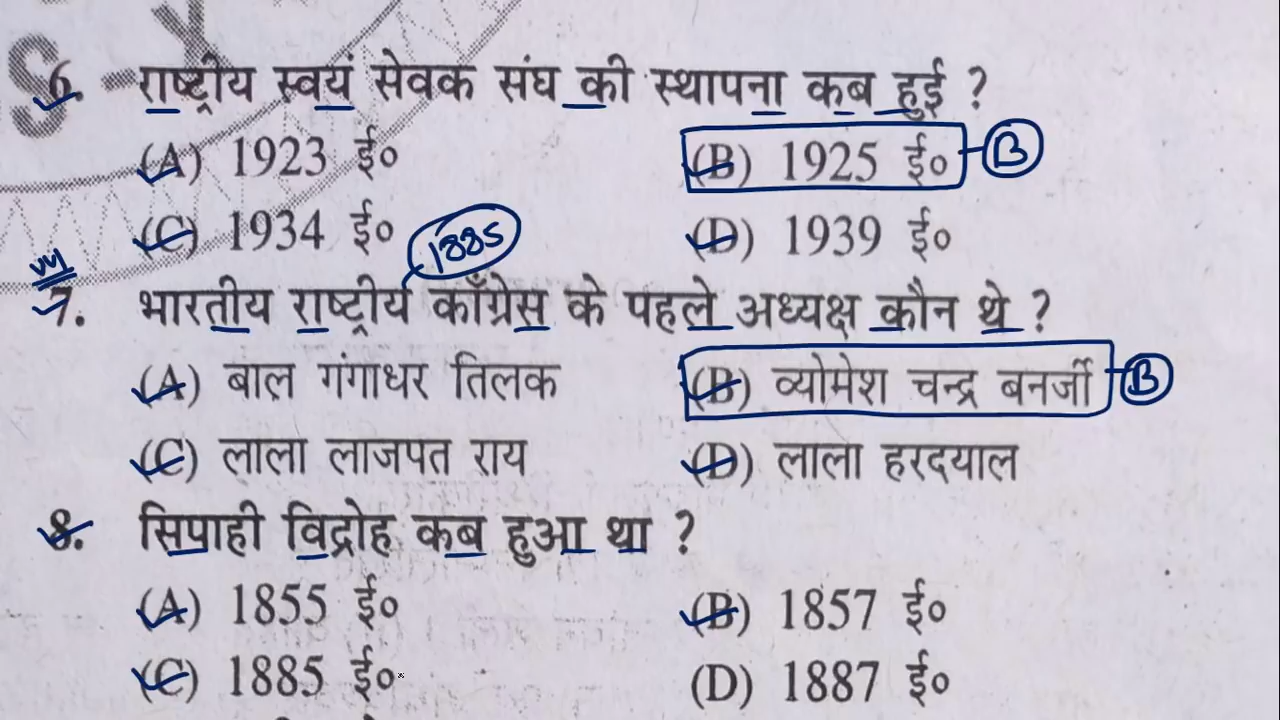 6. राष्ट्रीय स्वयं सेवक संघ की स्थापना कब हुई ?
(A) 1923 ई० (B) 1925 ई० B
(C) 1934 ई० (D) 1939 ई०
1885
7. भारतीय राष्ट्रीय काँग्रेस के पहले अध्यक्ष कौन थे ?
(A) बाल गंगाधर तिलक (B) व्योमेश चन्द्र बनर्जी B
(C) लाला लाजपत राय (D) लाला हरदयाल
8. सिपाही विद्रोह कब हुआ था ?
(A) 1855 ई० (B) 1857 ई०
(C) 1885 ई० (D) 1887 ई०